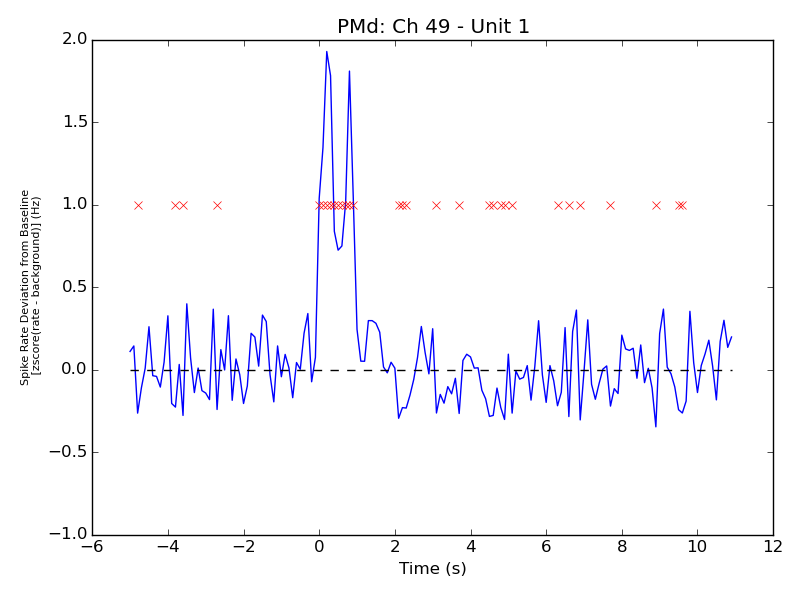 PMd: Ch 49 - Unit 1
2.0
1.5
1.0
0.5
0.0
−0.5
−1.0
Spike Rate Deviation from Baseline
[zscore(rate - background)] (Hz)
−6 −4 −2 0 2 4 6 8 10 12
Time (s)